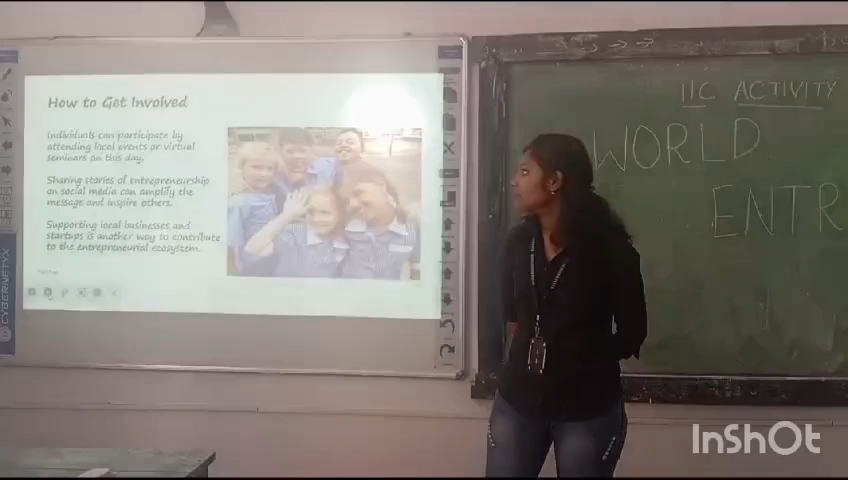 How to Get Involved
Individuals can participate by
attending local events or virtual
seminars on this day.
Sharing stories of entrepreneurship
on social media can amplify the
message and inspire others.
Supporting local businesses and
startups is another way to contribute
to the entrepreneurial ecosystem.
CYBERNETYX
IIC ACTIVITY
WORLD
ENTR
InShOt